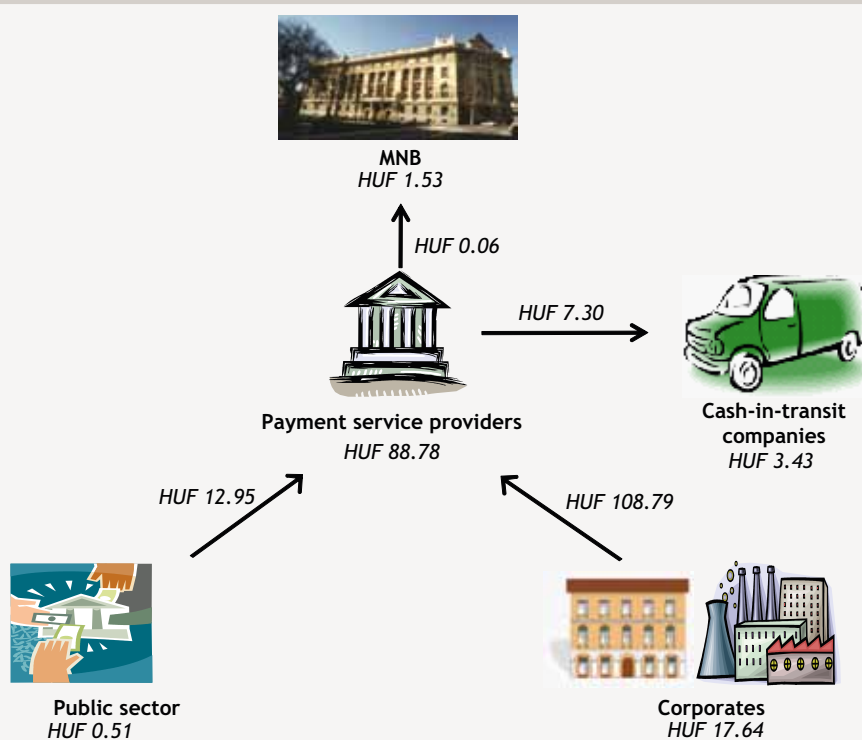 MNB
HUF 1.53
HUF 0.06
HUF 7.30
Payment service providers
HUF 88.78
Cash-in-transit
companies
HUF 3.43
HUF 12.95
HUF 108.79
Public sector
HUF 0.51
Corporates
HUF 17.64